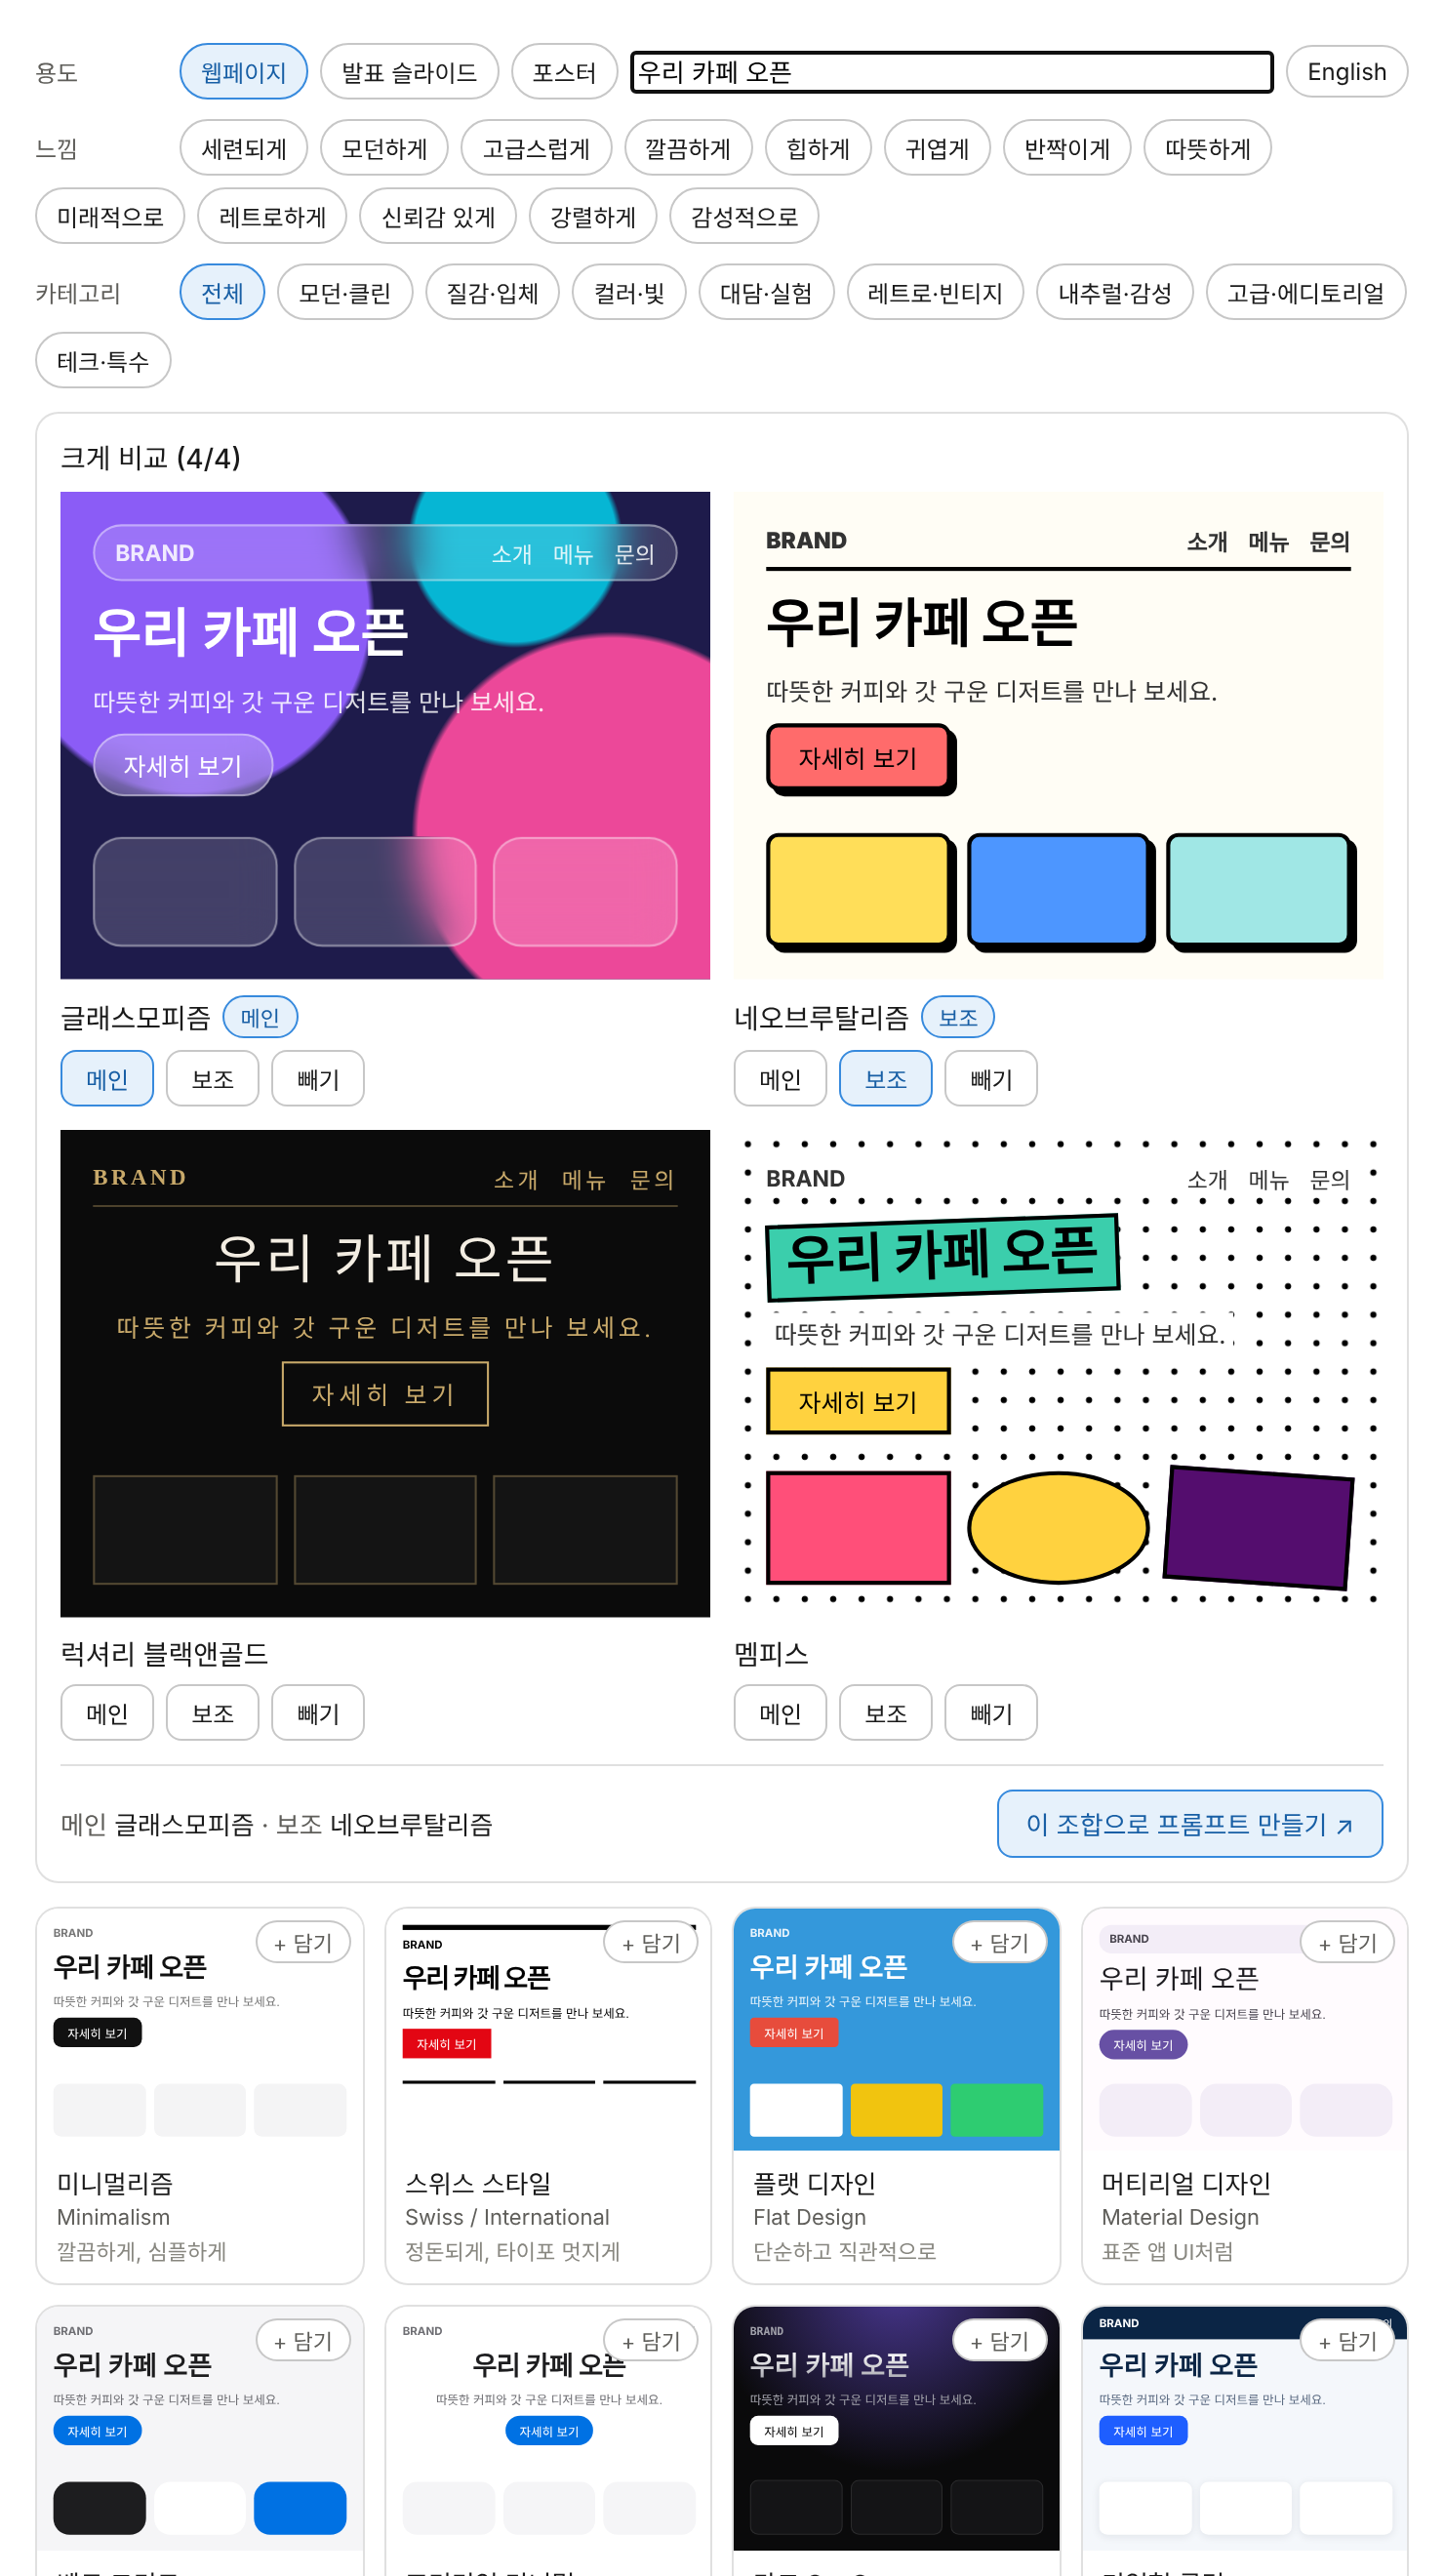 용도 웹페이지 발표 슬라이드 포스터 우리 카페 오픈 English
느낌 세련되게 모던하게 고급스럽게 깔끔하게 힙하게 귀엽게 반짝이게 따뜻하게
미래적으로 레트로하게 신뢰감 있게 강렬하게 감성적으로
카테고리 전체 모던·클린 질감·입체 컬러·빛 대담·실험 레트로·빈티지 내추럴·감성 고급·에디토리얼
테크·특수
크게 비교 (4/4)
BRAND 소개 메뉴 문의
우리 카페 오픈
따뜻한 커피와 갓 구운 디저트를 만나 보세요.
자세히 보기
글래스모피즘 메인
메인 보조 빼기
BRAND 소개 메뉴 문의
우리 카페 오픈
따뜻한 커피와 갓 구운 디저트를 만나 보세요.
자세히 보기
네오브루탈리즘 보조
메인 보조 빼기
BRAND 소개 메뉴 문의
우리 카페 오픈
따뜻한 커피와 갓 구운 디저트를 만나 보세요.
자세히 보기
럭셔리 블랙앤골드
메인 보조 빼기
BRAND 소개 메뉴 문의
우리 카페 오픈
따뜻한 커피와 갓 구운 디저트를 만나 보세요.
자세히 보기
멤피스
메인 보조 빼기
메인 글래스모피즘 · 보조 네오브루탈리즘
이 조합으로 프롬프트 만들기 ↗
BRAND + 담기
우리 카페 오픈
따뜻한 커피와 갓 구운 디저트를 만나 보세요.
자세히 보기
미니멀리즘
Minimalism
깔끔하게, 심플하게
BRAND + 담기
우리 카페 오픈
따뜻한 커피와 갓 구운 디저트를 만나 보세요.
자세히 보기
스위스 스타일
Swiss / International
정돈되게, 타이포 멋지게
BRAND + 담기
우리 카페 오픈
따뜻한 커피와 갓 구운 디저트를 만나 보세요.
자세히 보기
플랫 디자인
Flat Design
단순하고 직관적으로
BRAND + 담기
우리 카페 오픈
따뜻한 커피와 갓 구운 디저트를 만나 보세요.
자세히 보기
머티리얼 디자인
Material Design
표준 앱 UI처럼
BRAND + 담기
우리 카페 오픈
따뜻한 커피와 갓 구운 디저트를 만나 보세요.
자세히 보기
BRAND + 담기
우리 카페 오픈
따뜻한 커피와 갓 구운 디저트를 만나 보세요.
자세히 보기
BRAND + 담기
우리 카페 오픈
따뜻한 커피와 갓 구운 디저트를 만나 보세요.
자세히 보기
BRAND + 담기
우리 카페 오픈
따뜻한 커피와 갓 구운 디저트를 만나 보세요.
자세히 보기